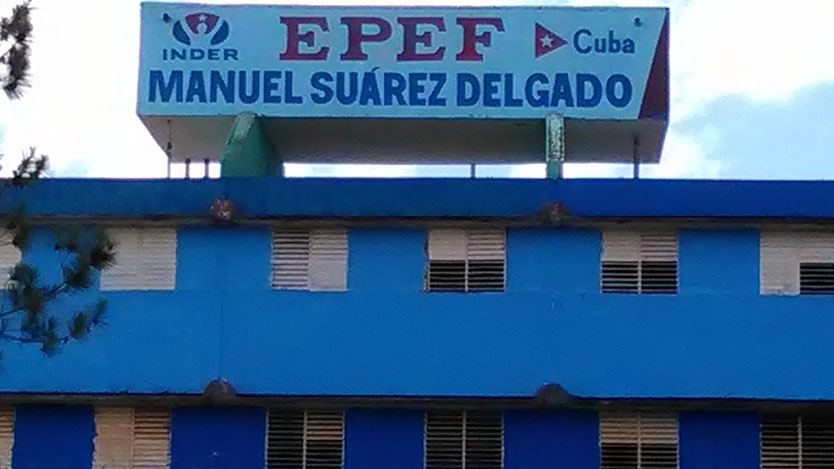 INDER EPEF Cuba
MANUEL SUÁREZ DELGADO